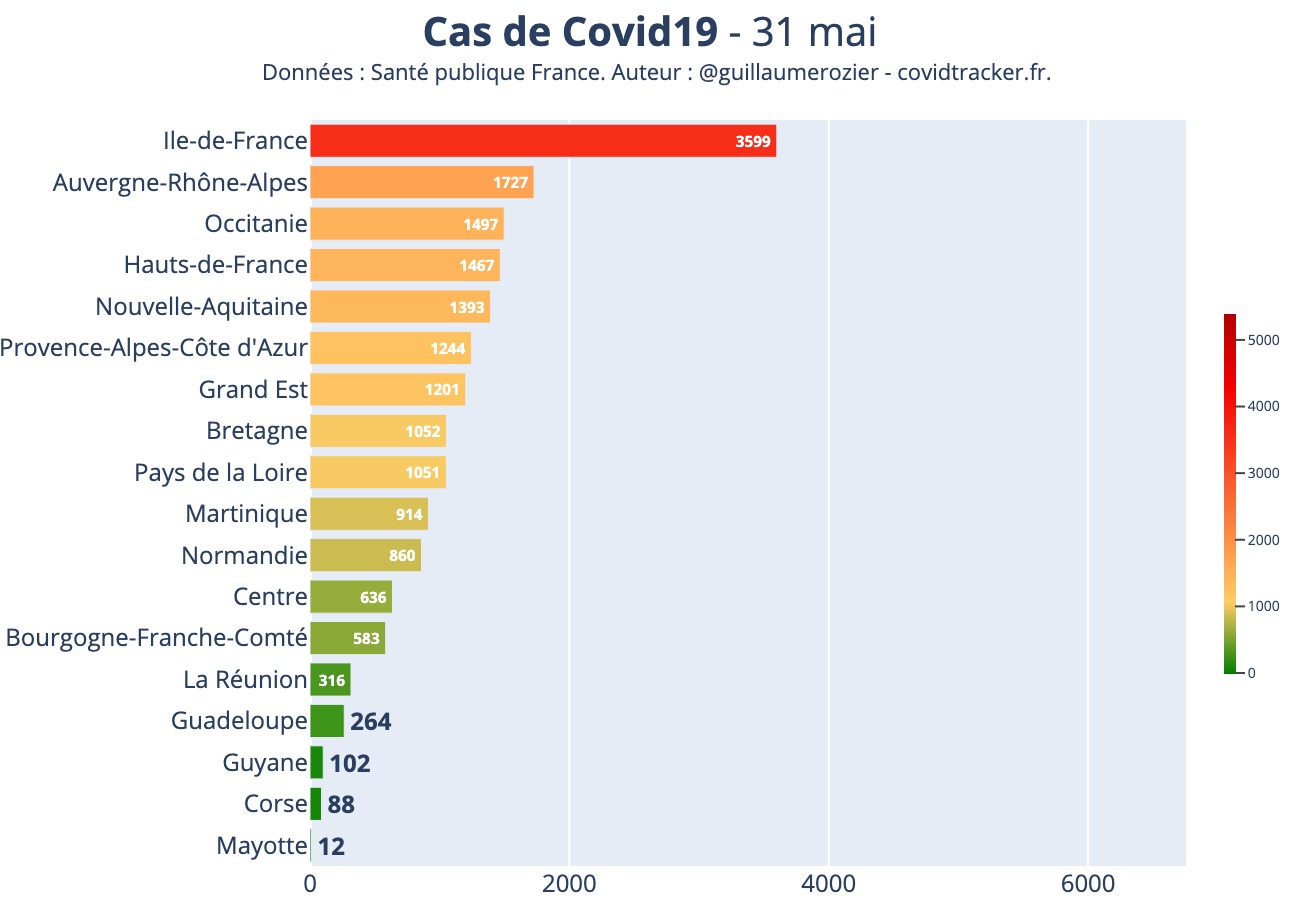 Cas de Covid19 - 31 mai
Données : Santé publique France. Auteur : @guillaumerozier - covidtracker.fr.
Ile-de-France 3599
Auvergne-Rhône-Alpes 1727
Occitanie 1497
Hauts-de-France 1467
Nouvelle-Aquitaine 1393
Provence-Alpes-Côte d'Azur 1244
Grand Est 1201
Bretagne 1052
Pays de la Loire 1051
Martinique 914
Normandie 860
Centre 636
Bourgogne-Franche-Comté 583
La Réunion 316
Guadeloupe 264
Guyane 102
Corse 88
Mayotte 12
0 2000 4000 6000
5000
4000
3000
2000
1000
0